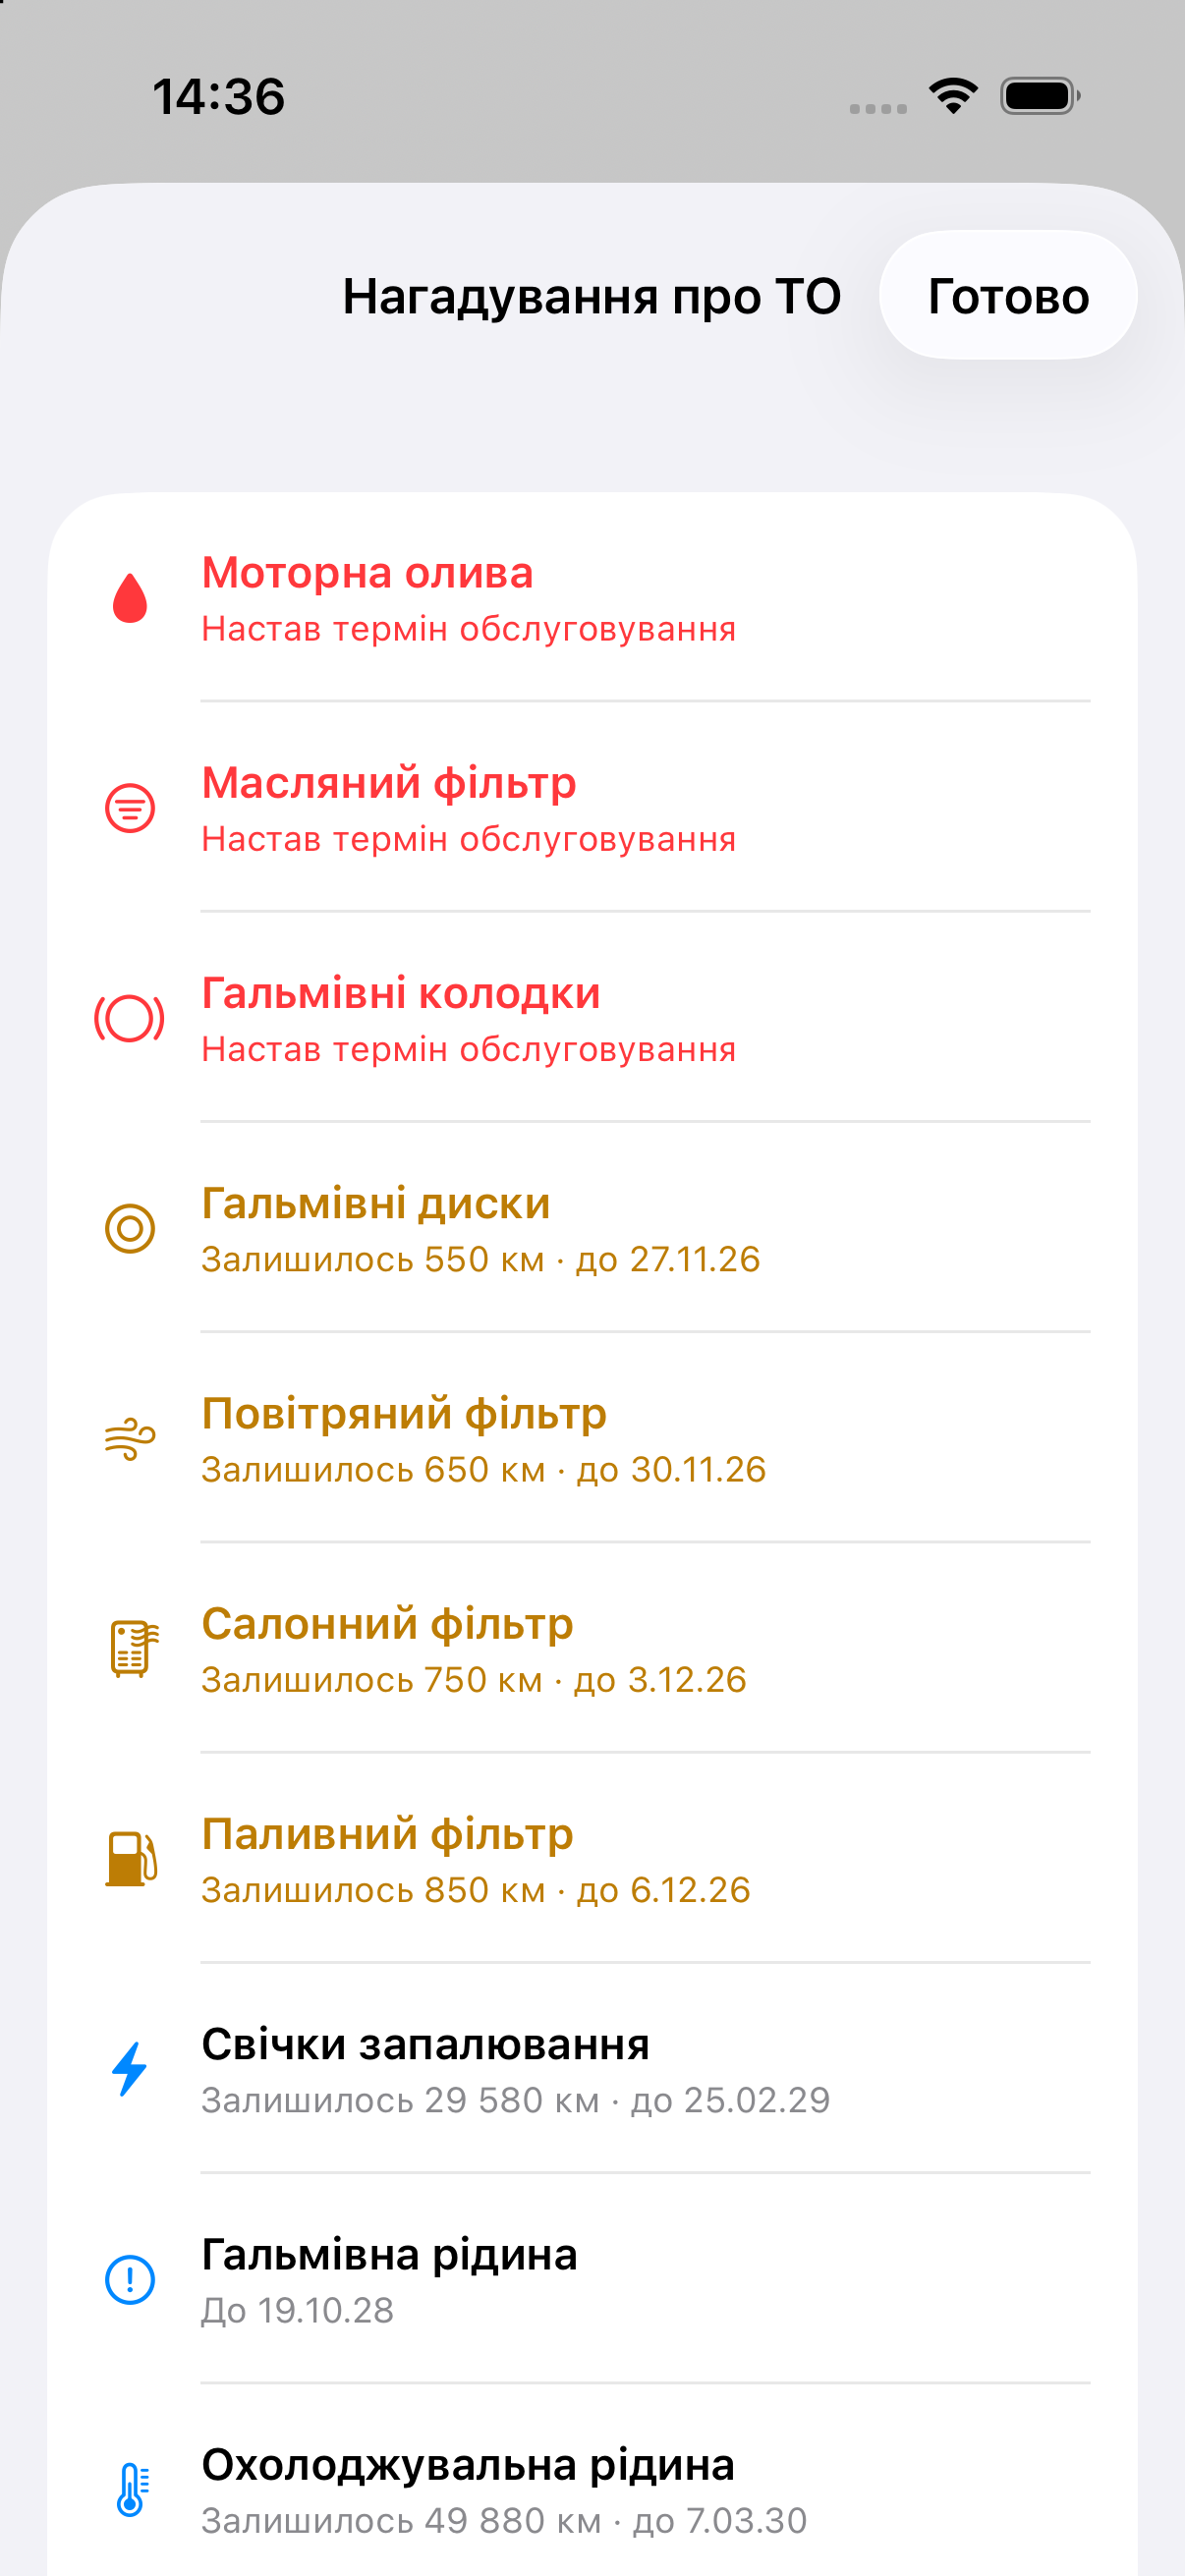 14:36
Нагадування про ТО
Готово
Моторна олива
Настав термін обслуговування
Масляний фільтр
Настав термін обслуговування
Гальмівні колодки
Настав термін обслуговування
Гальмівні диски
Залишилось 550 км · до 27.11.26
Повітряний фільтр
Залишилось 650 км · до 30.11.26
Салонний фільтр
Залишилось 750 км · до 3.12.26
Паливний фільтр
Залишилось 850 км · до 6.12.26
Свічки запалювання
Залишилось 29 580 км · до 25.02.29
Гальмівна рідина
До 19.10.28
Охолоджувальна рідина
Залишилось 49 880 км · до 7.03.30